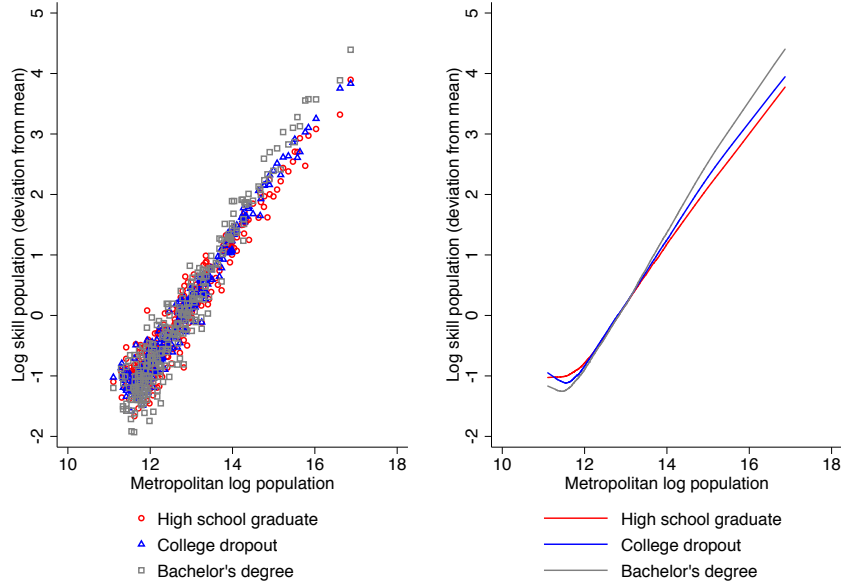 Log skill population (deviation from mean)
5
4
3
2
1
0
-1
-2
10 12 14 16 18
Metropolitan log population
High school graduate
College dropout
Bachelor's degree
Log skill population (deviation from mean)
5
4
3
2
1
0
-1
-2
10 12 14 16 18
Metropolitan log population
High school graduate
College dropout
Bachelor's degree